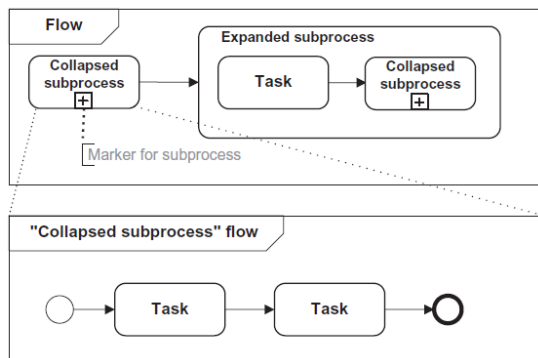 Flow
Expanded subprocess
Collapsed
subprocess
Task
Collapsed
subprocess
Marker for subprocess
"Collapsed subprocess" flow
Task
Task